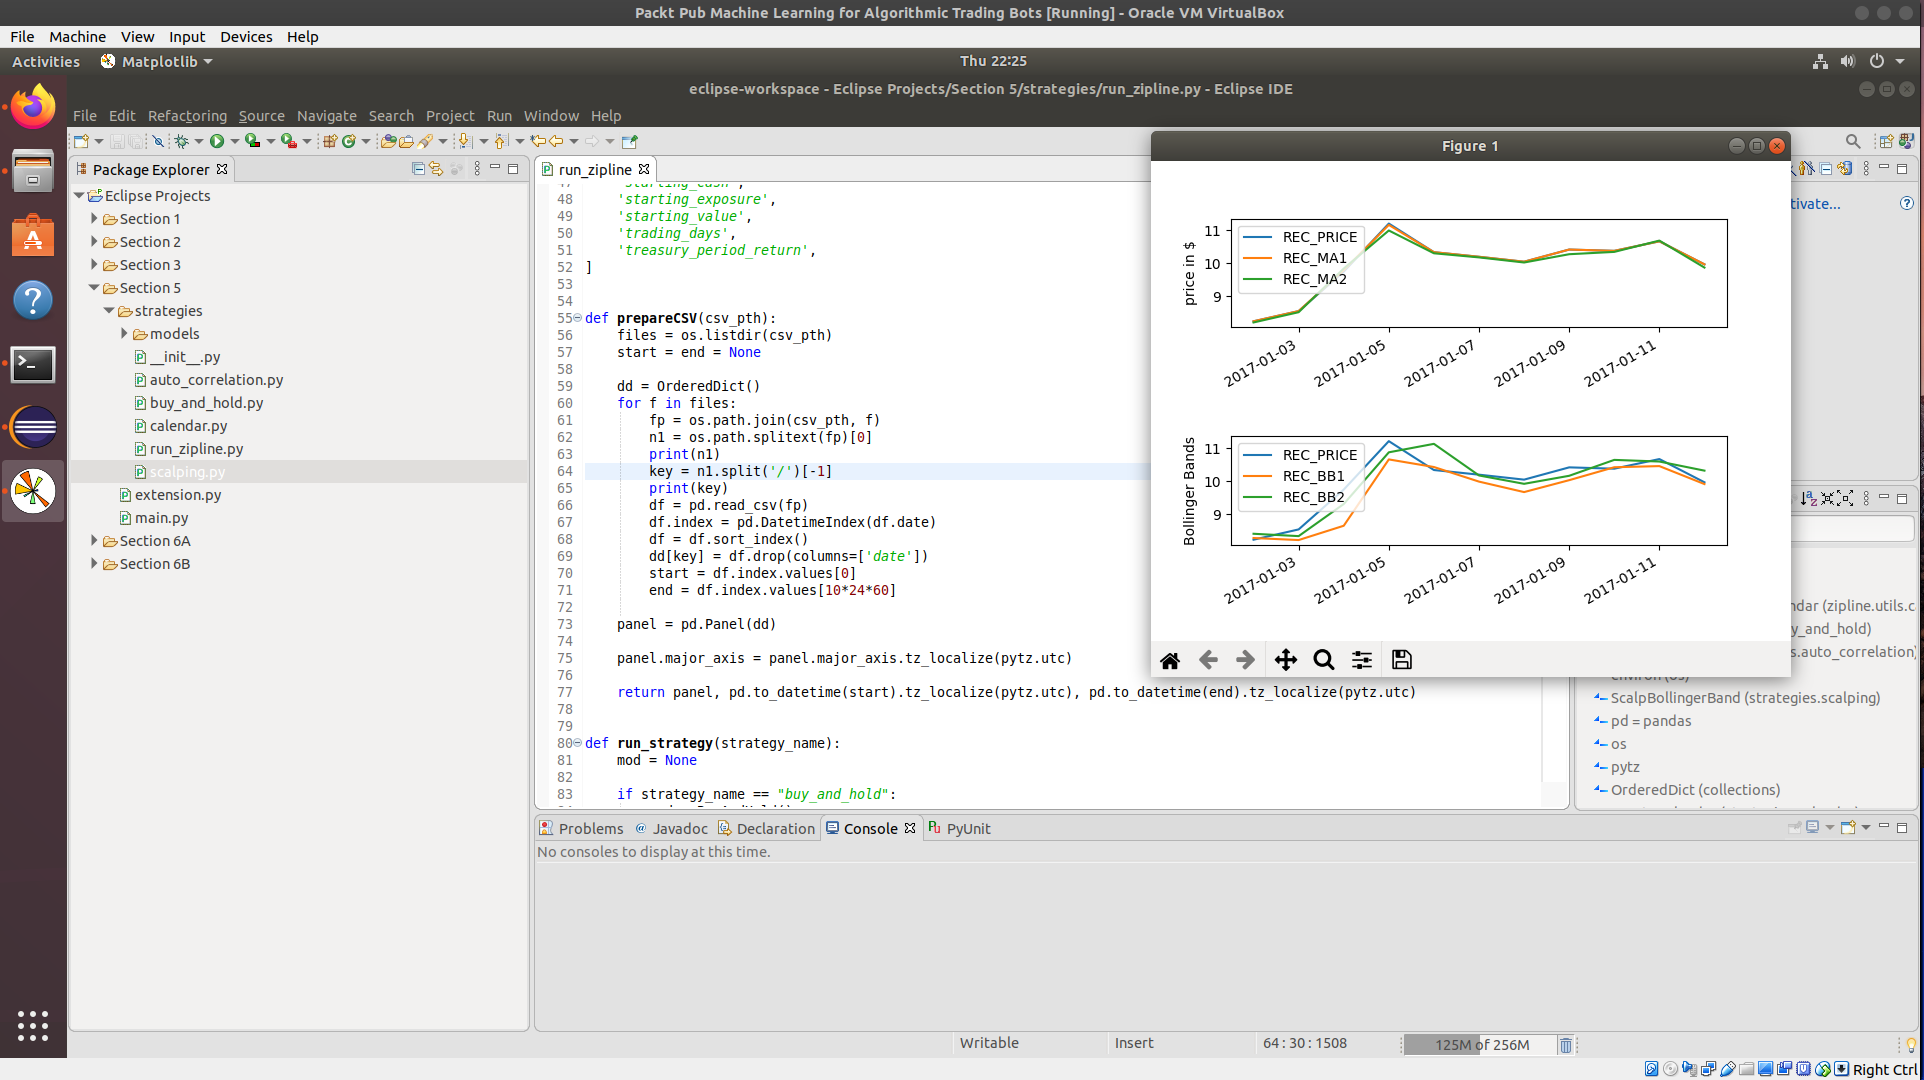 Packt Pub Machine Learning for Algorithmic Trading Bots [Running] - Oracle VM VirtualBox
File Machine View Input Devices Help
Activities Matplotlib Thu 22:25
eclipse-workspace - Eclipse Projects/Section 5/strategies/run_zipline.py - Eclipse IDE
File Edit Refactoring Source Navigate Search Project Run Window Help
Package Explorer
Eclipse Projects
Section 1
Section 2
Section 3
Section 5
strategies
models
__init__.py
auto_correlation.py
buy_and_hold.py
calendar.py
run_zipline.py
scalping.py
extension.py
main.py
Section 6A
Section 6B
run_zipline
47 'starting_cash',
48 'starting_exposure',
49 'starting_value',
50 'trading_days',
51 'treasury_period_return',
52 ]
53
54
55 def prepareCSV(csv_pth):
56 files = os.listdir(csv_pth)
57 start = end = None
58
59 dd = OrderedDict()
60 for f in files:
61 fp = os.path.join(csv_pth, f)
62 n1 = os.path.splitext(fp)[0]
63 print(n1)
64 key = n1.split('/')[-1]
65 print(key)
66 df = pd.read_csv(fp)
67 df.index = pd.DatetimeIndex(df.date)
68 df = df.sort_index()
69 dd[key] = df.drop(columns=['date'])
70 start = df.index.values[0]
71 end = df.index.values[10*24*60]
72
73 panel = pd.Panel(dd)
74
75 panel.major_axis = panel.major_axis.tz_localize(pytz.utc)
76
77 return panel, pd.to_datetime(start).tz_localize(pytz.utc), pd.to_datetime(end).tz_localize(pytz.utc)
78
79
80 def run_strategy(strategy_name):
81 mod = None
82
83 if strategy_name == "buy_and_hold":
Figure 1
price in $
11
10
9
REC_PRICE
REC_MA1
REC_MA2
2017-01-03 2017-01-05 2017-01-07 2017-01-09 2017-01-11
Bollinger Bands
11
10
9
REC_PRICE
REC_BB1
REC_BB2
2017-01-03 2017-01-05 2017-01-07 2017-01-09 2017-01-11
tivate...
ndar (zipline.utils.c
y_and_hold)
s.auto_correlation)
environ (os)
ScalpBollingerBand (strategies.scalping)
pd = pandas
os
pytz
OrderedDict (collections)
Problems Javadoc Declaration Console PyUnit
No consoles to display at this time.
Writable Insert 64 : 30 : 1508 125M of 256M
Right Ctrl